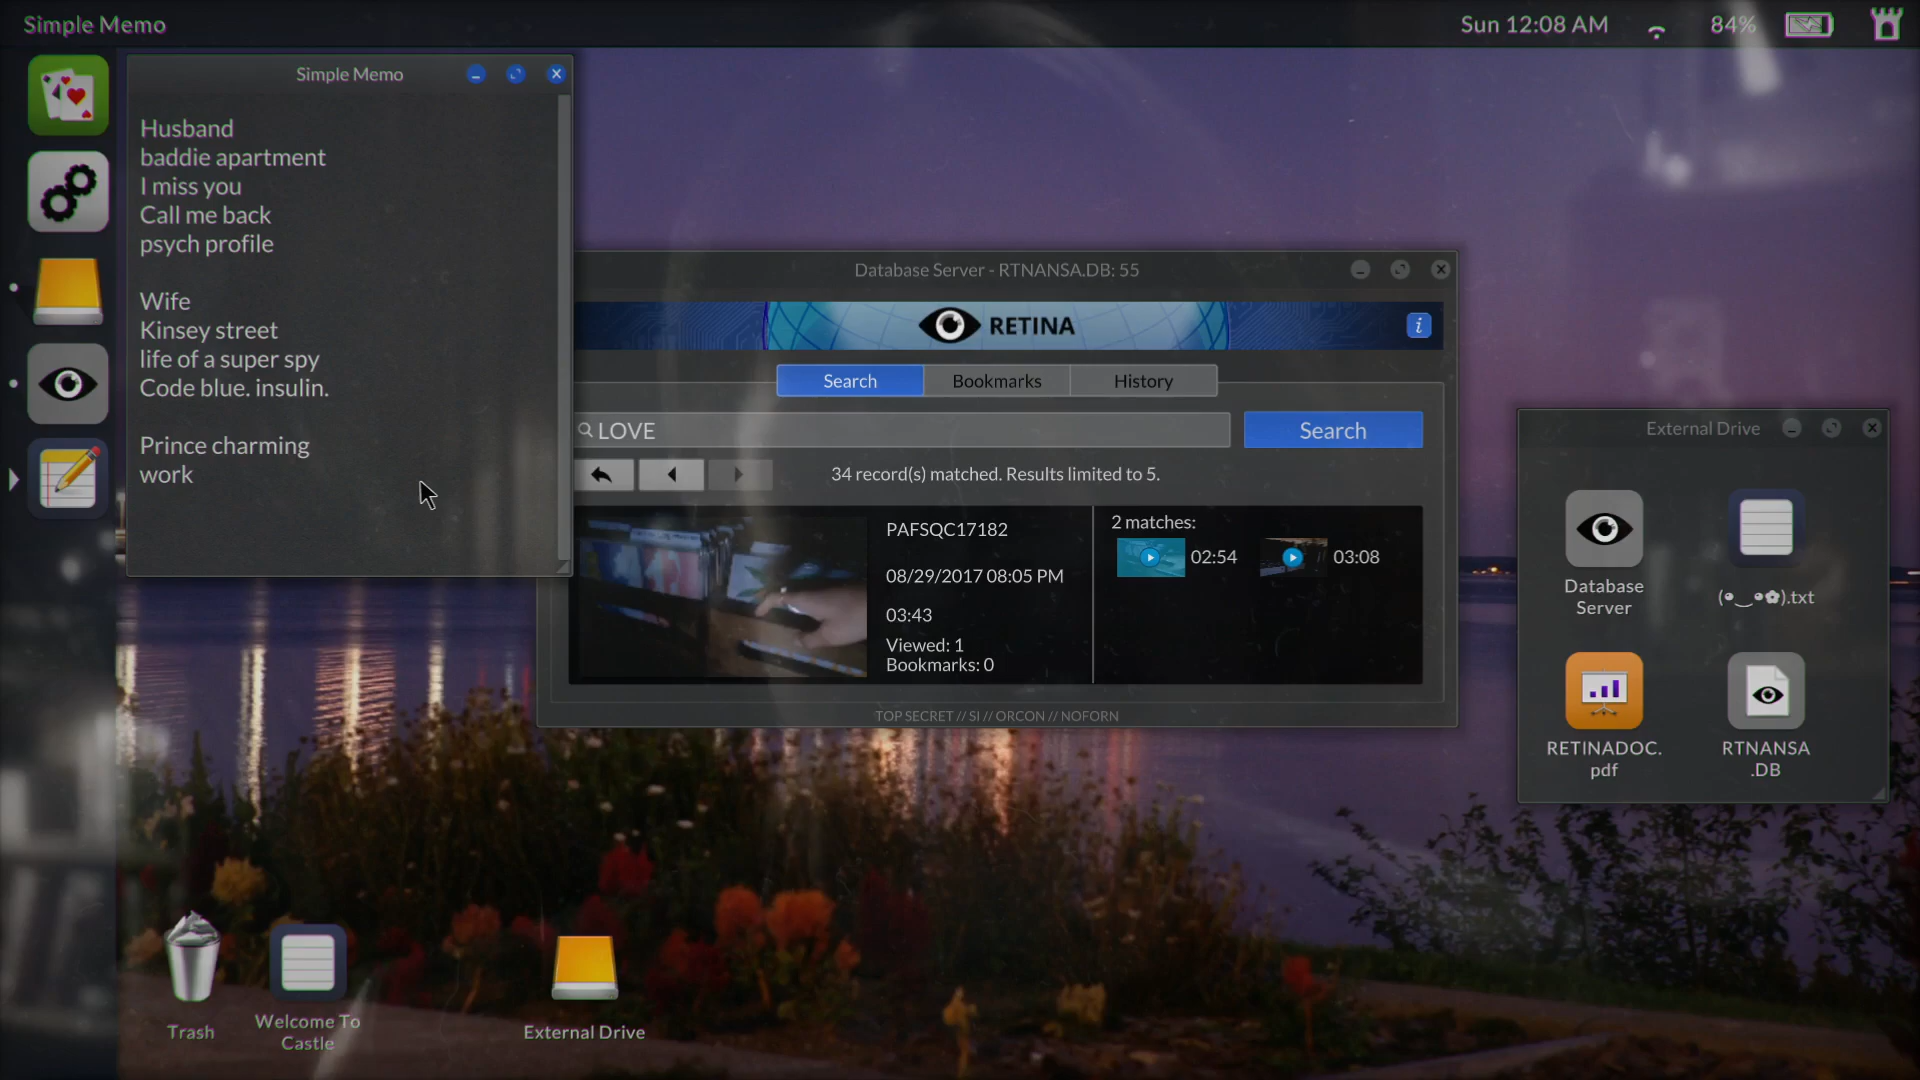 Simple Memo
Sun 12:08 AM
84%
Simple Memo
Husband
baddie apartment
I miss you
Call me back
psych profile
Wife
Kinsey street
life of a super spy
Code blue. insulin.
Prince charming
work
Database Server - RTNANSA.DB: 55
RETINA
i
Search
Bookmarks
History
LOVE
Search
34 record(s) matched. Results limited to 5.
PAFSQC17182
08/29/2017 08:05 PM
03:43
Viewed: 1
Bookmarks: 0
2 matches:
02:54
03:08
TOP SECRET // SI // ORCON // NOFORN
External Drive
Database
Server
(•‿•✿).txt
RETINADOC.
pdf
RTNANSA
.DB
Trash
Welcome To
Castle
External Drive